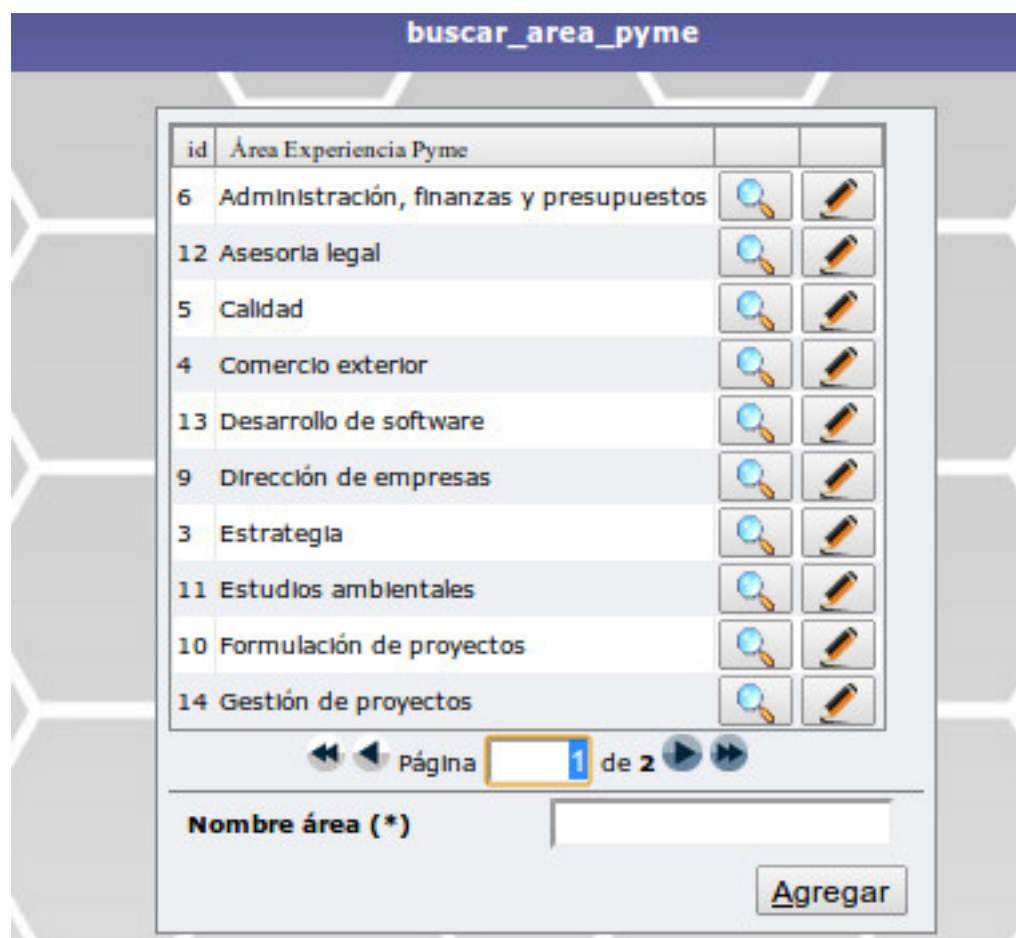 buscar_area_pyme
id Área Experiencia Pyme
6 Administración, finanzas y presupuestos
12 Asesoria legal
5 Calidad
4 Comercio exterior
13 Desarrollo de software
9 Dirección de empresas
3 Estrategia
11 Estudios ambientales
10 Formulación de proyectos
14 Gestión de proyectos
Página 1 de 2
Nombre área (*)
Agregar